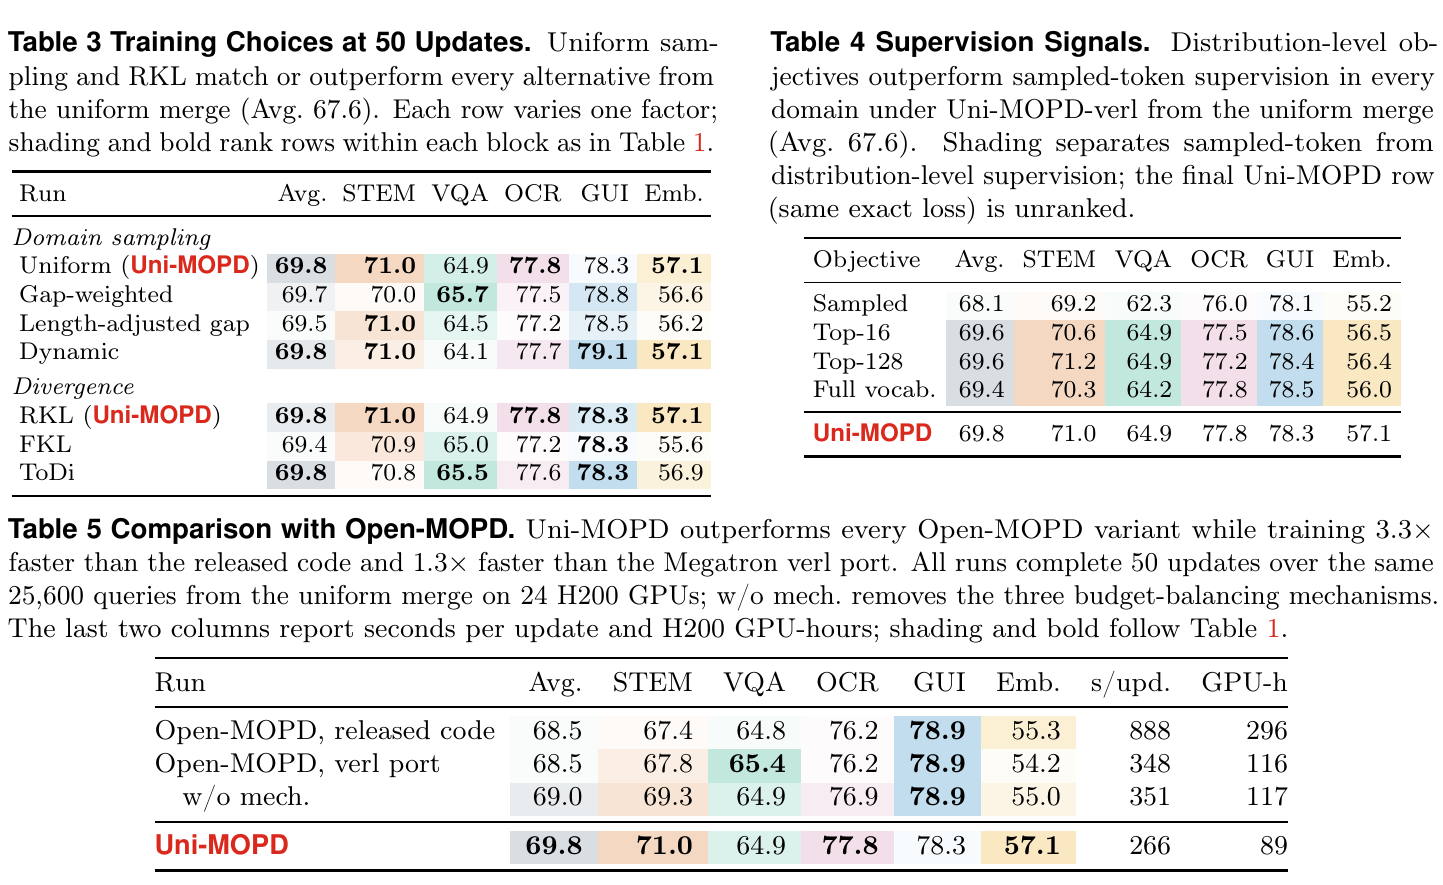 Table 3 Training Choices at 50 Updates. Uniform sam-
pling and RKL match or outperform every alternative from
the uniform merge (Avg. 67.6). Each row varies one factor;
shading and bold rank rows within each block as in Table 1.
Run Avg. STEM VQA OCR GUI Emb.
Domain sampling
Uniform (Uni-MOPD) 69.8 71.0 64.9 77.8 78.3 57.1
Gap-weighted 69.7 70.0 65.7 77.5 78.8 56.6
Length-adjusted gap 69.5 71.0 64.5 77.2 78.5 56.2
Dynamic 69.8 71.0 64.1 77.7 79.1 57.1
Divergence
RKL (Uni-MOPD) 69.8 71.0 64.9 77.8 78.3 57.1
FKL 69.4 70.9 65.0 77.2 78.3 55.6
ToDi 69.8 70.8 65.5 77.6 78.3 56.9
Table 4 Supervision Signals. Distribution-level ob-
jectives outperform sampled-token supervision in every
domain under Uni-MOPD-verl from the uniform merge
(Avg. 67.6). Shading separates sampled-token from
distribution-level supervision; the final Uni-MOPD row
(same exact loss) is unranked.
Objective Avg. STEM VQA OCR GUI Emb.
Sampled 68.1 69.2 62.3 76.0 78.1 55.2
Top-16 69.6 70.6 64.9 77.5 78.6 56.5
Top-128 69.6 71.2 64.9 77.2 78.4 56.4
Full vocab. 69.4 70.3 64.2 77.8 78.5 56.0
Uni-MOPD 69.8 71.0 64.9 77.8 78.3 57.1
Table 5 Comparison with Open-MOPD. Uni-MOPD outperforms every Open-MOPD variant while training 3.3×
faster than the released code and 1.3× faster than the Megatron verl port. All runs complete 50 updates over the same
25,600 queries from the uniform merge on 24 H200 GPUs; w/o mech. removes the three budget-balancing mechanisms.
The last two columns report seconds per update and H200 GPU-hours; shading and bold follow Table 1.
Run Avg. STEM VQA OCR GUI Emb. s/upd. GPU-h
Open-MOPD, released code 68.5 67.4 64.8 76.2 78.9 55.3 888 296
Open-MOPD, verl port 68.5 67.8 65.4 76.2 78.9 54.2 348 116
w/o mech. 69.0 69.3 64.9 76.9 78.9 55.0 351 117
Uni-MOPD 69.8 71.0 64.9 77.8 78.3 57.1 266 89